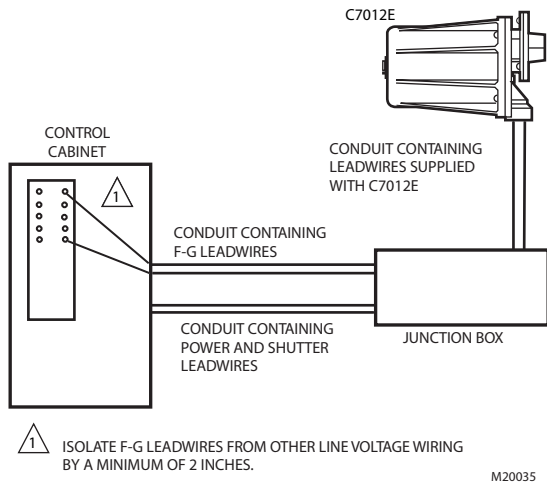 C7012E
CONTROL
CABINET
1
CONDUIT CONTAINING
LEADWIRES SUPPLIED
WITH C7012E
CONDUIT CONTAINING
F-G LEADWIRES
CONDUIT CONTAINING
POWER AND SHUTTER
LEADWIRES
JUNCTION BOX
1 ISOLATE F-G LEADWIRES FROM OTHER LINE VOLTAGE WIRING
BY A MINIMUM OF 2 INCHES.
M20035